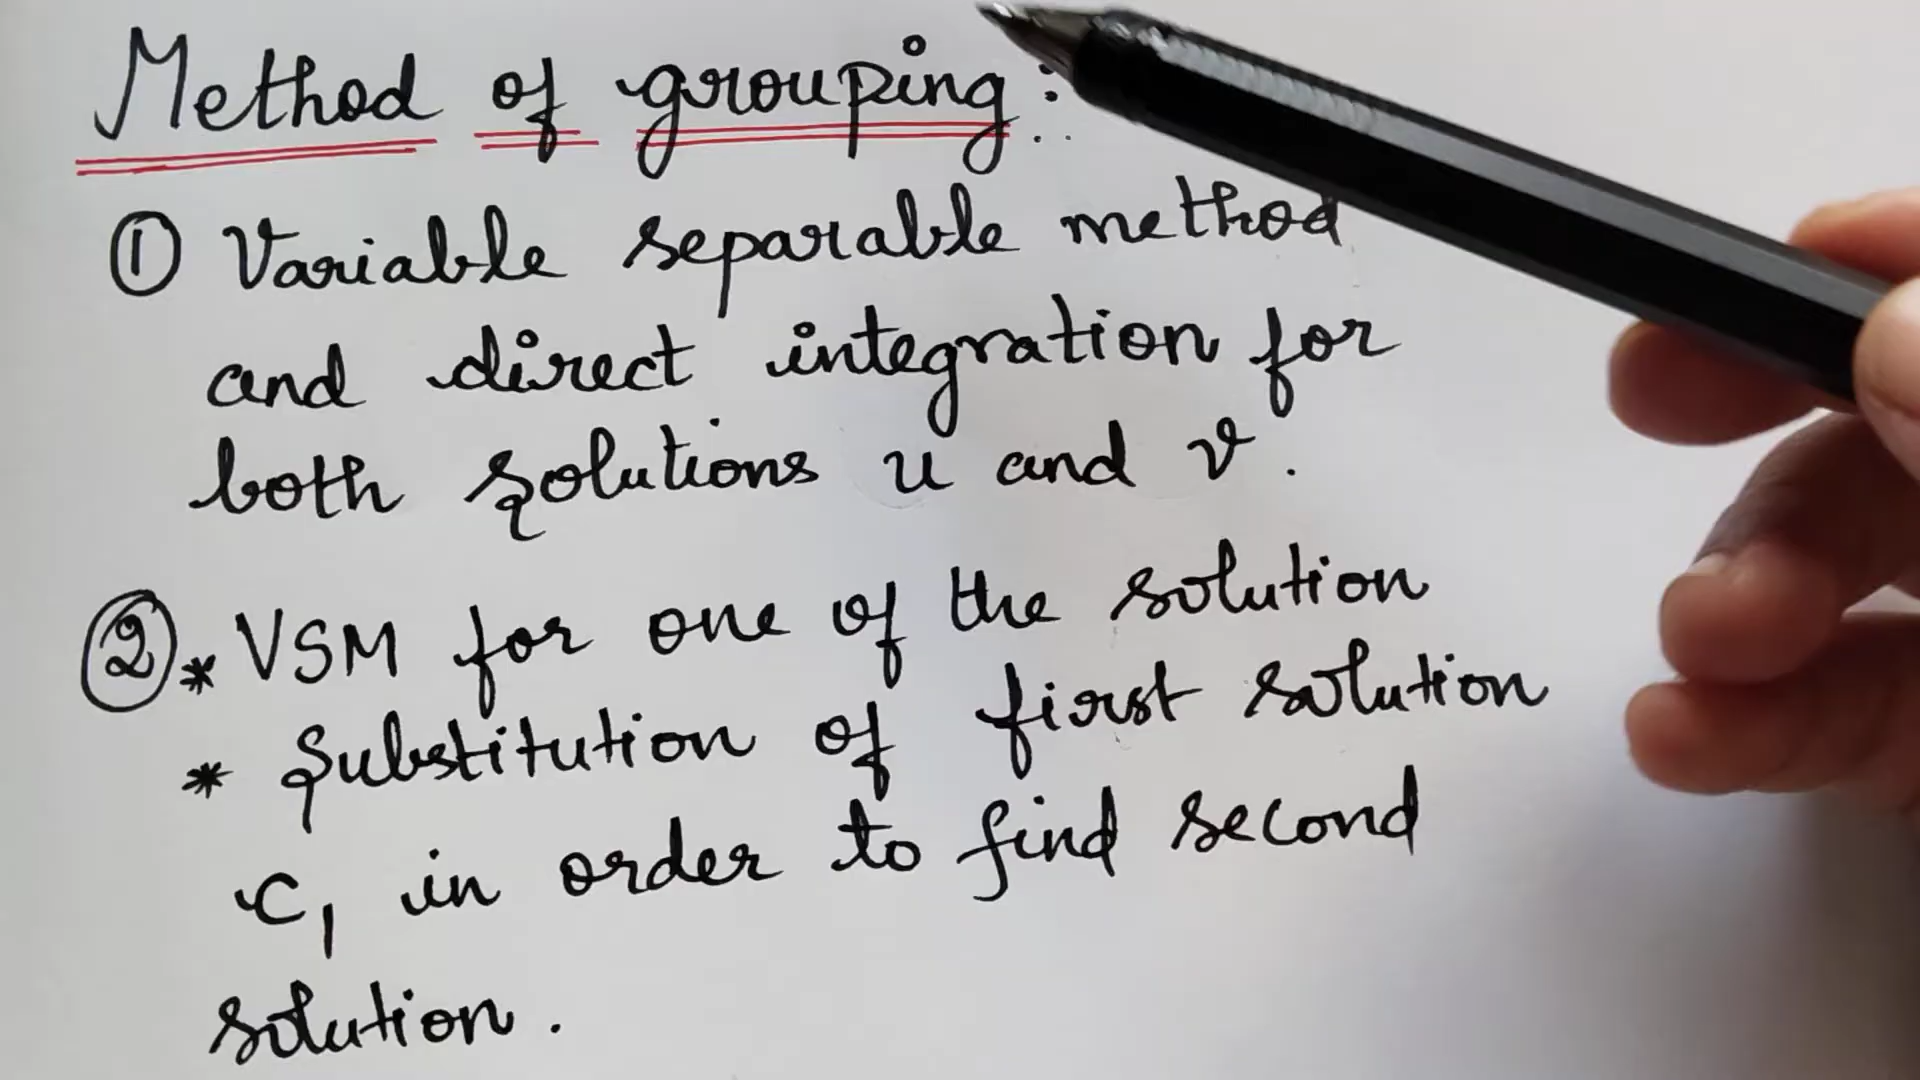 Method of grouping :
① Variable separable method
and direct integration for
both solutions u and v .
② * VSM for one of the solution
* Substitution of first solution
C₁ in order to find second
solution .